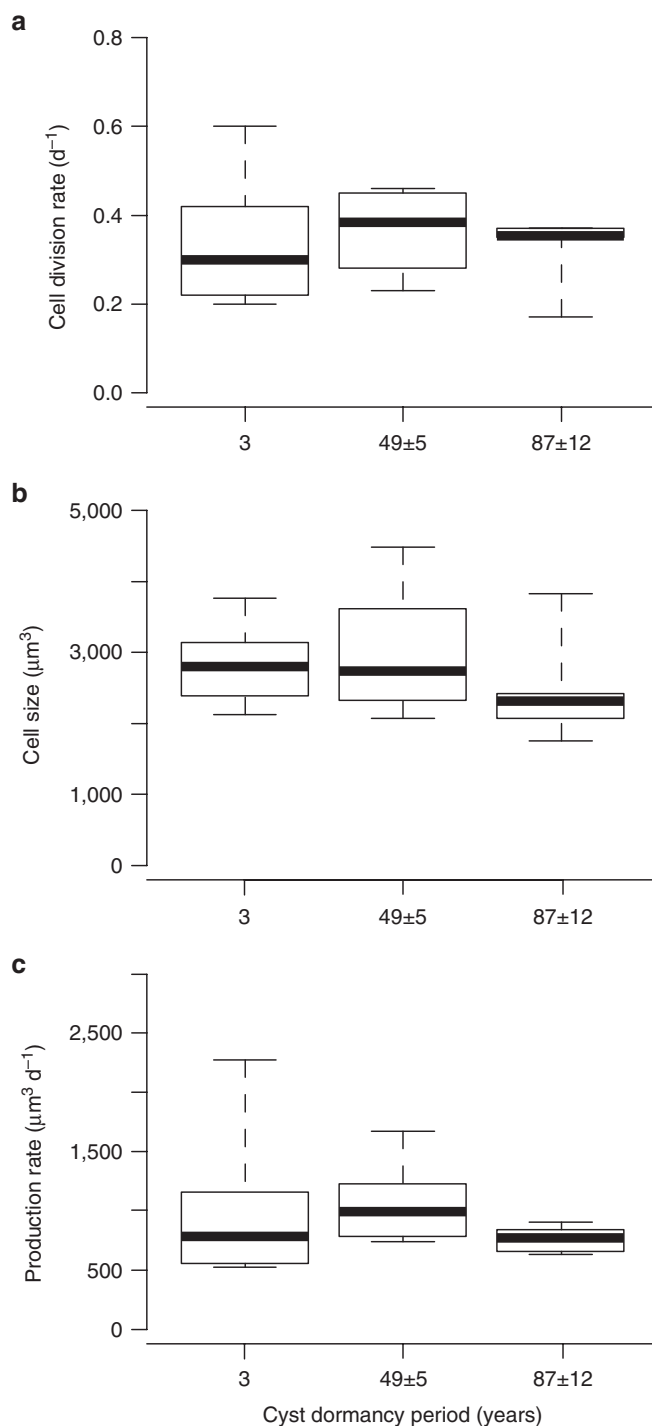 a
0.8
0.6
0.4
0.2
0.0
Cell division rate (d⁻¹)
3 49±5 87±12
b
5,000
3,000
1,000
0
Cell size (μm³)
3 49±5 87±12
c
2,500
1,500
500
0
Production rate (μm³ d⁻¹)
3 49±5 87±12
Cyst dormancy period (years)